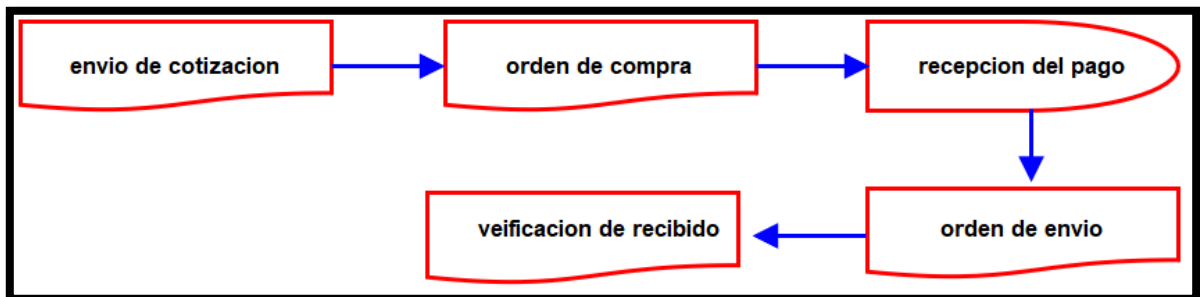 envio de cotizacion
orden de compra
recepcion del pago
orden de envio
veificacion de recibido